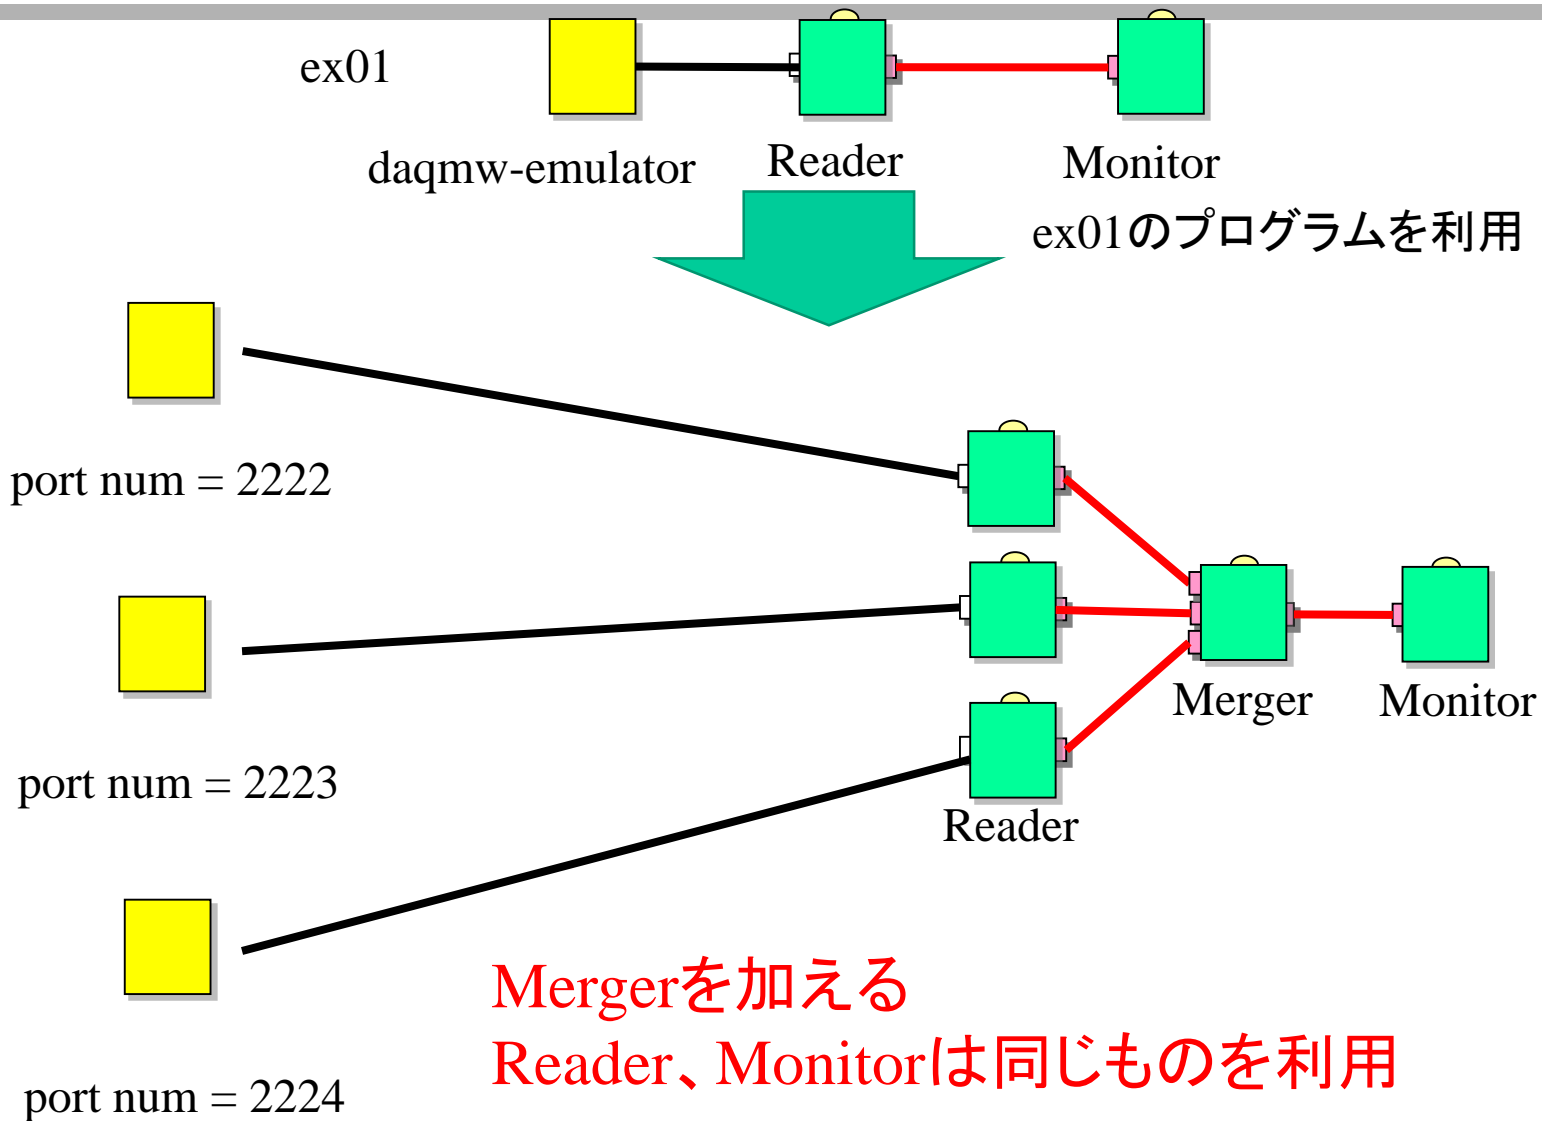 ex01
daqmw-emulator
Reader
Monitor
ex01のプログラムを利用
port num = 2222
Merger
Monitor
port num = 2223
Reader
Mergerを加える
Reader、Monitorは同じものを利用
port num = 2224